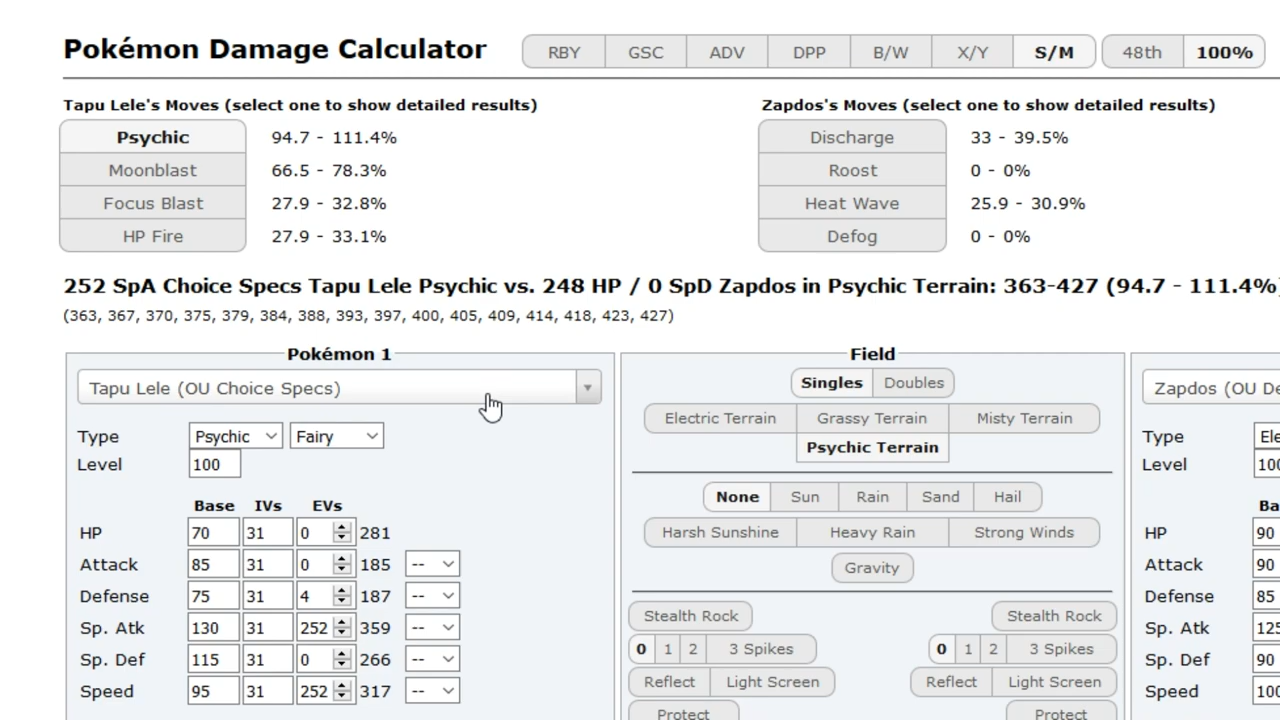 Pokémon Damage Calculator
RBY GSC ADV DPP B/W X/Y S/M 48th 100%
Tapu Lele's Moves (select one to show detailed results)
Zapdos's Moves (select one to show detailed results)
Psychic 94.7 - 111.4%
Discharge 33 - 39.5%
Moonblast 66.5 - 78.3%
Roost 0 - 0%
Focus Blast 27.9 - 32.8%
Heat Wave 25.9 - 30.9%
HP Fire 27.9 - 33.1%
Defog 0 - 0%
252 SpA Choice Specs Tapu Lele Psychic vs. 248 HP / 0 SpD Zapdos in Psychic Terrain: 363-427 (94.7 - 111.4%)
(363, 367, 370, 375, 379, 384, 388, 393, 397, 400, 405, 409, 414, 418, 423, 427)
Pokémon 1
Tapu Lele (OU Choice Specs)
Type Psychic Fairy
Level 100
Base IVs EVs
HP 70 31 0 281
Attack 85 31 0 185 --
Defense 75 31 4 187 --
Sp. Atk 130 31 252 359 --
Sp. Def 115 31 0 266 --
Speed 95 31 252 317 --
Field
Singles Doubles
Electric Terrain Grassy Terrain Misty Terrain
Psychic Terrain
None Sun Rain Sand Hail
Harsh Sunshine Heavy Rain Strong Winds
Gravity
Stealth Rock Stealth Rock
0 1 2 3 Spikes 0 1 2 3 Spikes
Reflect Light Screen Reflect Light Screen
Protect Protect
Zapdos (OU De
Type Ele
Level 100
Ba
HP 90
Attack 90
Defense 85
Sp. Atk 125
Sp. Def 90
Speed 100